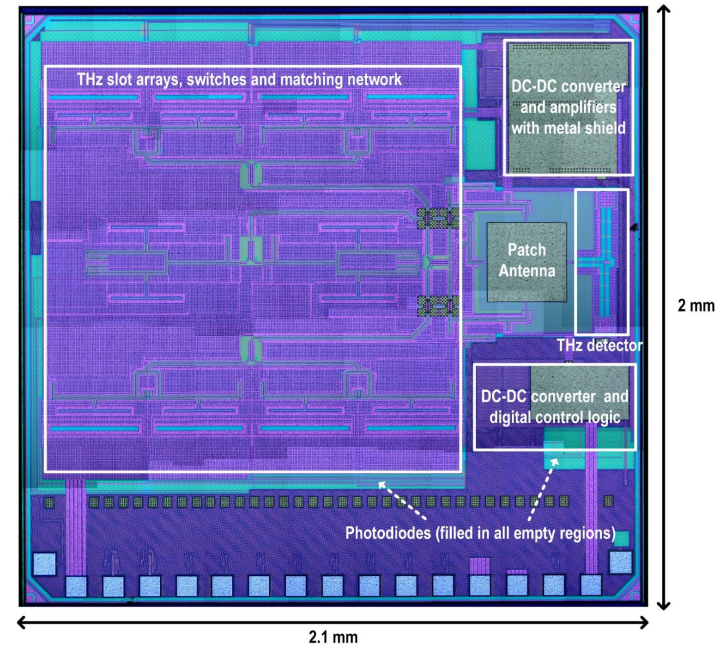 THz slot arrays, switches and matching network
DC-DC converter
and amplifiers
with metal shield
Patch
Antenna
2 mm
THz detector
DC-DC converter and
digital control logic
Photodiodes (filled in all empty regions)
2.1 mm